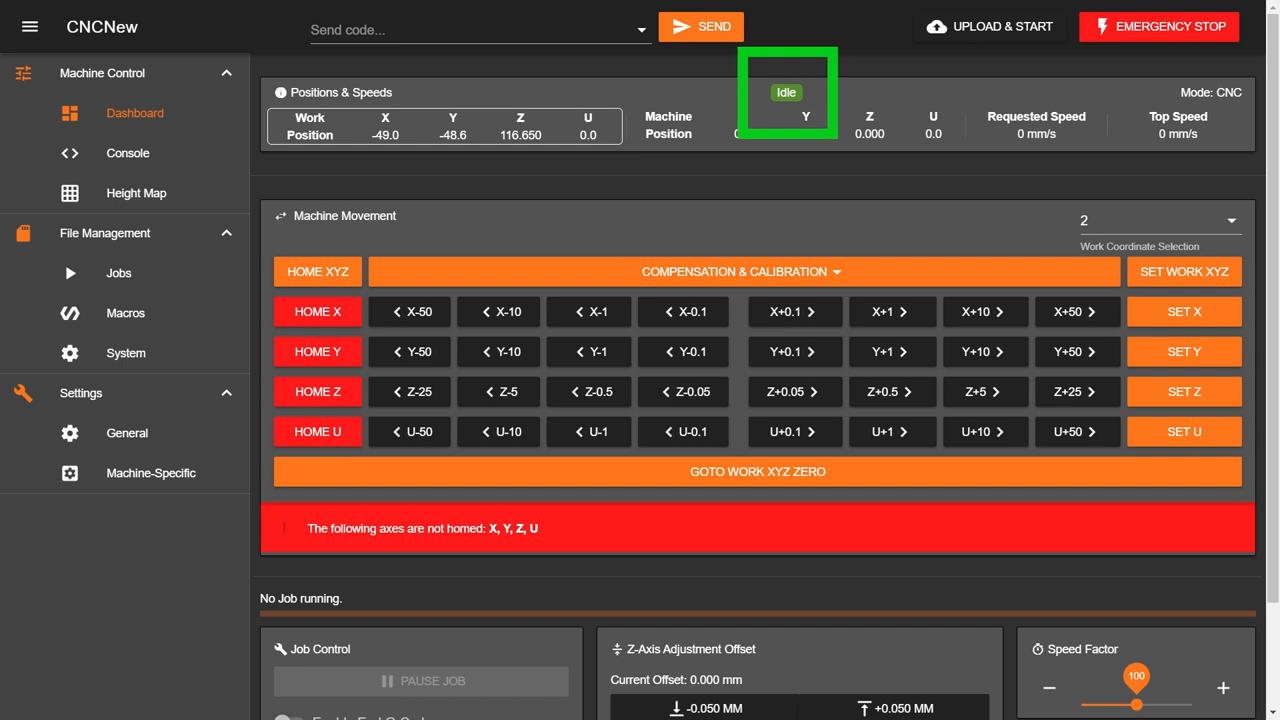 CNCNew
Send code...
SEND
UPLOAD & START
EMERGENCY STOP
Machine Control
Dashboard
Console
Height Map
File Management
Jobs
Macros
System
Settings
General
Machine-Specific
Positions & Speeds
Idle
Mode: CNC
Work Position X Y Z U
-49.0 -48.6 116.650 0.0
Machine Position Y Z U
0.000 0.0
Requested Speed
0 mm/s
Top Speed
0 mm/s
Machine Movement
2
Work Coordinate Selection
HOME XYZ COMPENSATION & CALIBRATION SET WORK XYZ
HOME X X-50 X-10 X-1 X-0.1 X+0.1 X+1 X+10 X+50 SET X
HOME Y Y-50 Y-10 Y-1 Y-0.1 Y+0.1 Y+1 Y+10 Y+50 SET Y
HOME Z Z-25 Z-5 Z-0.5 Z-0.05 Z+0.05 Z+0.5 Z+5 Z+25 SET Z
HOME U U-50 U-10 U-1 U-0.1 U+0.1 U+1 U+10 U+50 SET U
GOTO WORK XYZ ZERO
The following axes are not homed: X, Y, Z, U
No Job running.
Job Control
PAUSE JOB
Z-Axis Adjustment Offset
Current Offset: 0.000 mm
-0.050 MM +0.050 MM
Speed Factor
100